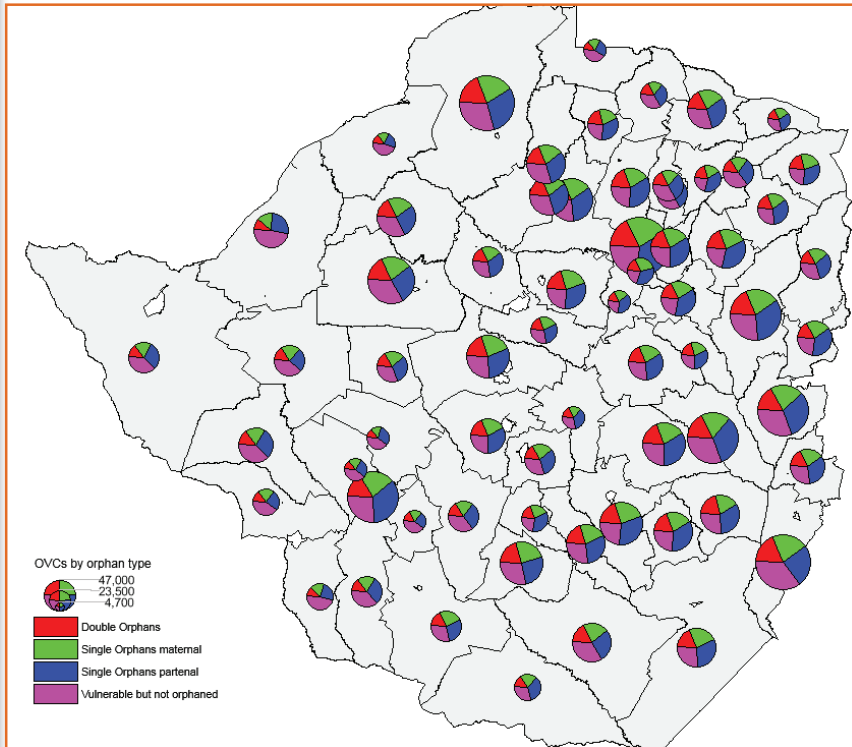 OVCs by orphan type
47,000
23,500
4,700
Double Orphans
Single Orphans maternal
Single Orphans partenal
Vulnerable but not orphaned